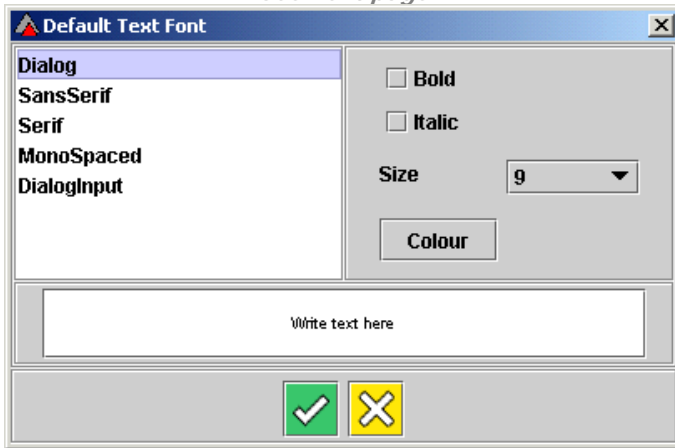 Default Text Font
Dialog
SansSerif
Serif
MonoSpaced
DialogInput
Bold
Italic
Size 9
Colour
Write text here